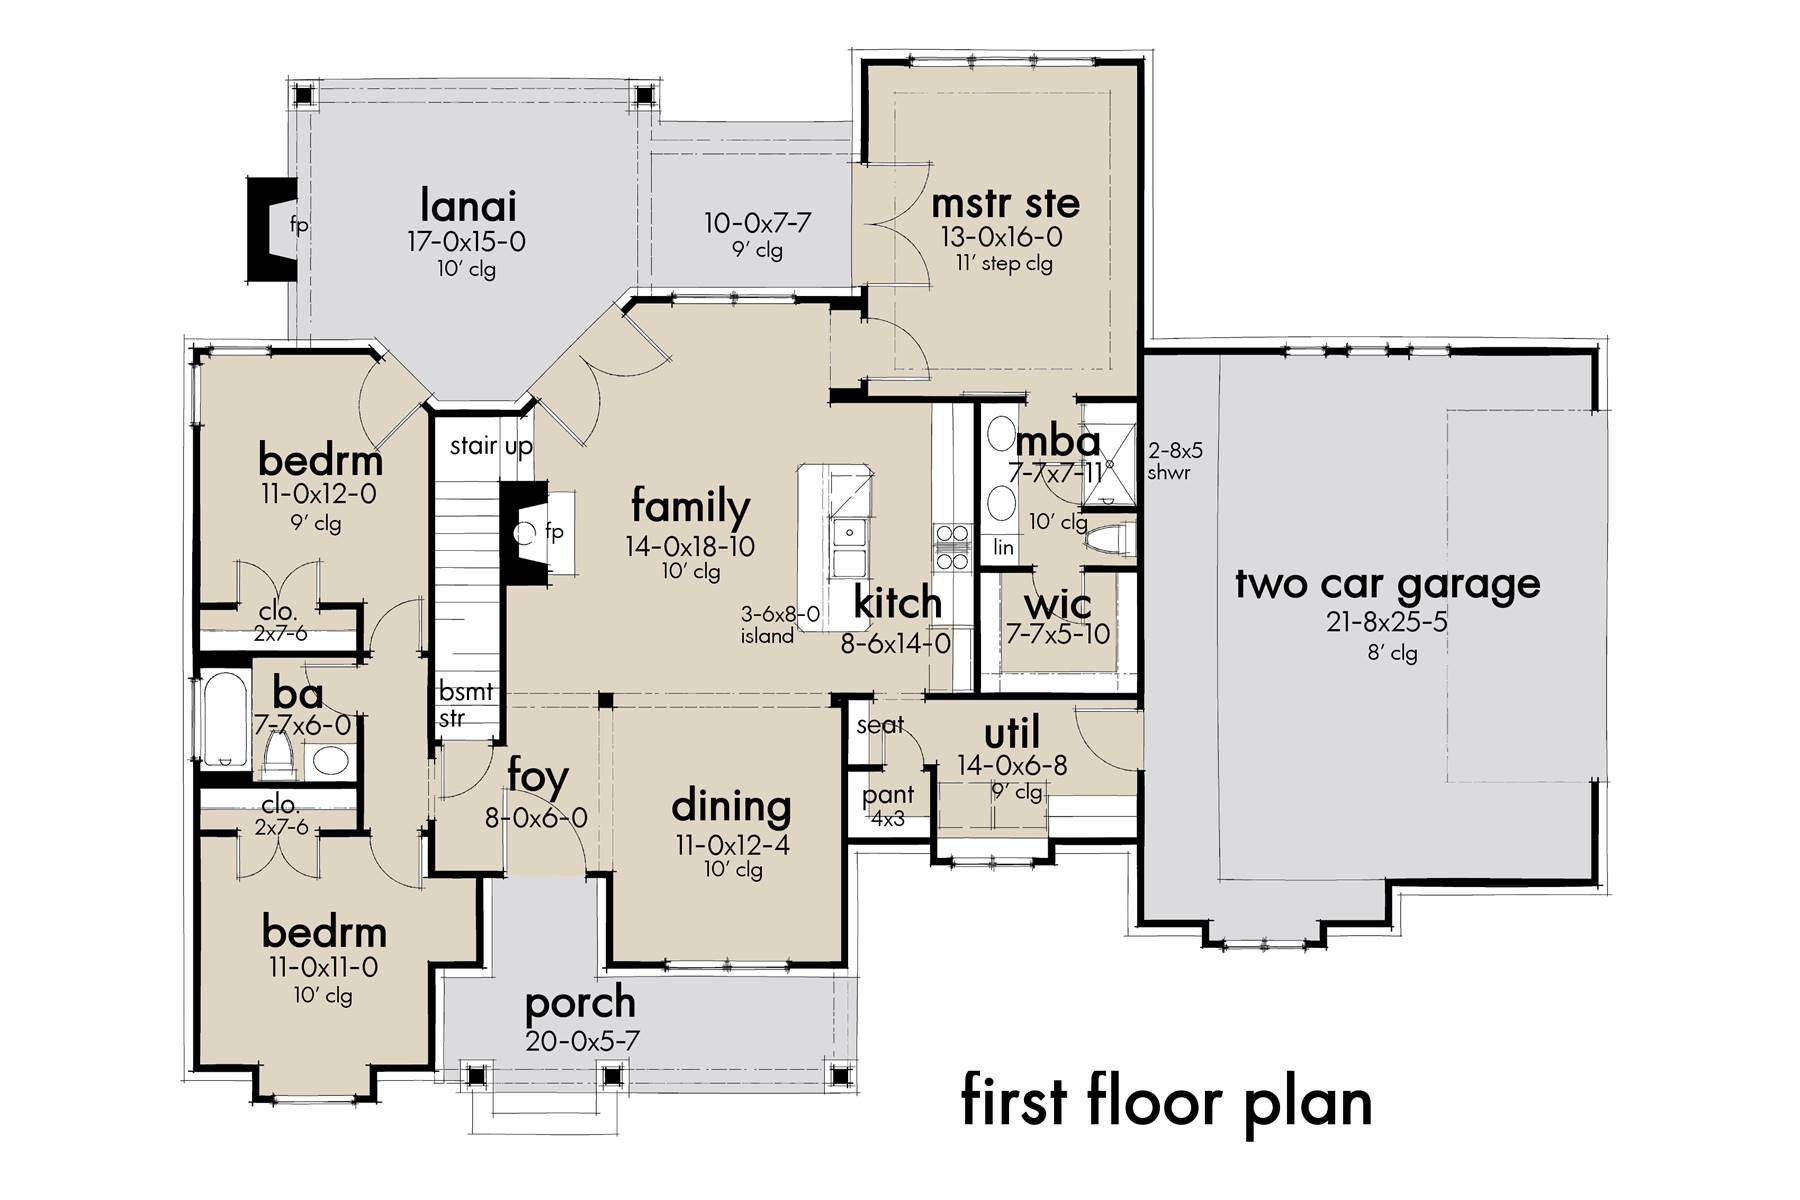 lanai
17-0x15-0
10' clg
fp
10-0x7-7
9' clg
mstr ste
13-0x16-0
11' step clg
bedrm
11-0x12-0
9' clg
stair up
fp
family
14-0x18-10
10' clg
3-6x8-0
island
kitch
8-6x14-0
mba
7-7x7-11
10' clg
lin
2-8x5
shwr
wic
7-7x5-10
two car garage
21-8x25-5
8' clg
clo.
2x7-6
ba
7-7x6-0
bsmt
str
clo.
2x7-6
foy
8-0x6-0
dining
11-0x12-4
10' clg
seat
pant
4x3
util
14-0x6-8
9' clg
bedrm
11-0x11-0
10' clg
porch
20-0x5-7
first floor plan